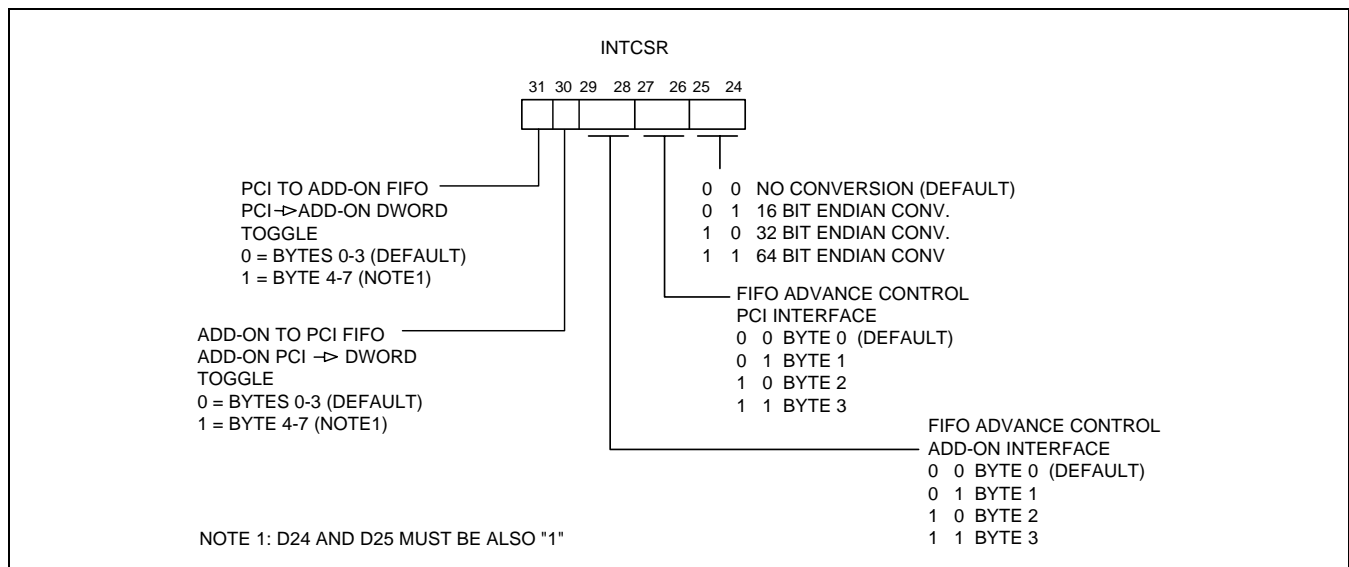 INTCSR
31 30 29 28 27 26 25 24
PCI TO ADD-ON FIFO
PCI ADD-ON DWORD
TOGGLE
0 = BYTES 0-3 (DEFAULT)
1 = BYTE 4-7 (NOTE1)
0 0 NO CONVERSION (DEFAULT)
0 1 16 BIT ENDIAN CONV.
1 0 32 BIT ENDIAN CONV.
1 1 64 BIT ENDIAN CONV
FIFO ADVANCE CONTROL
PCI INTERFACE
0 0 BYTE 0 (DEFAULT)
0 1 BYTE 1
1 0 BYTE 2
1 1 BYTE 3
ADD-ON TO PCI FIFO
ADD-ON PCI DWORD
TOGGLE
0 = BYTES 0-3 (DEFAULT)
1 = BYTE 4-7 (NOTE1)
FIFO ADVANCE CONTROL
ADD-ON INTERFACE
0 0 BYTE 0 (DEFAULT)
0 1 BYTE 1
1 0 BYTE 2
1 1 BYTE 3
NOTE 1: D24 AND D25 MUST BE ALSO "1"